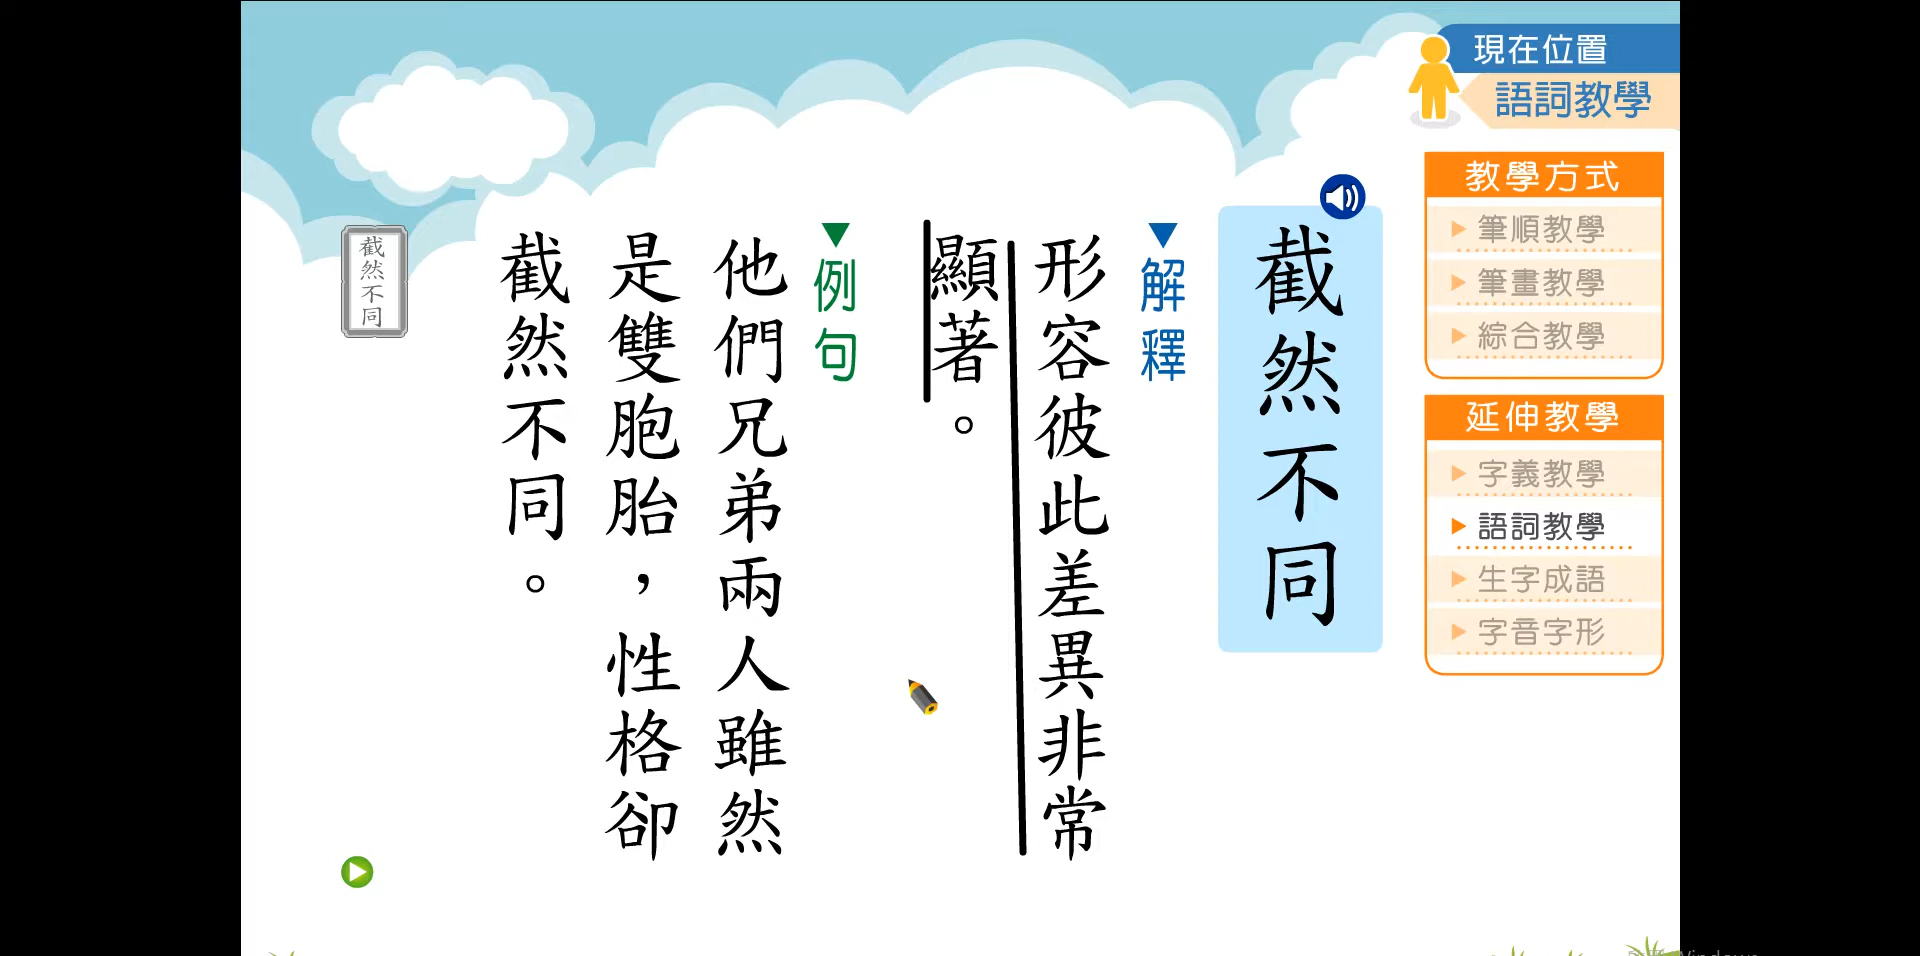 現在位置
語詞教學
教學方式
筆順教學
筆畫教學
綜合教學
延伸教學
字義教學
語詞教學
生字成語
字音字形
截然不同
解釋
形容彼此差異非常
顯著。
例句
他們兄弟兩人雖然
是雙胞胎，性格卻
截然不同。
截然不同